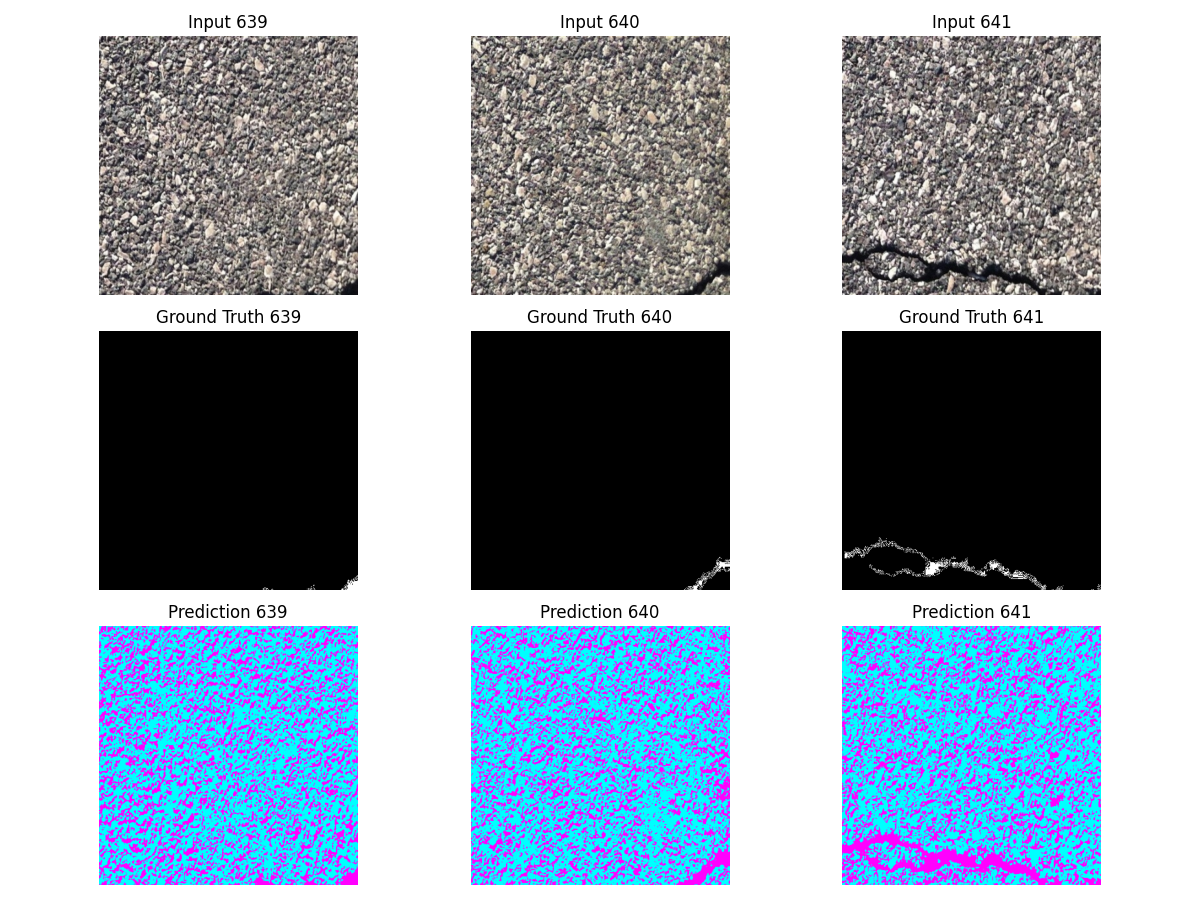 Input 639
Input 640
Input 641
Ground Truth 639
Ground Truth 640
Ground Truth 641
Prediction 639
Prediction 640
Prediction 641